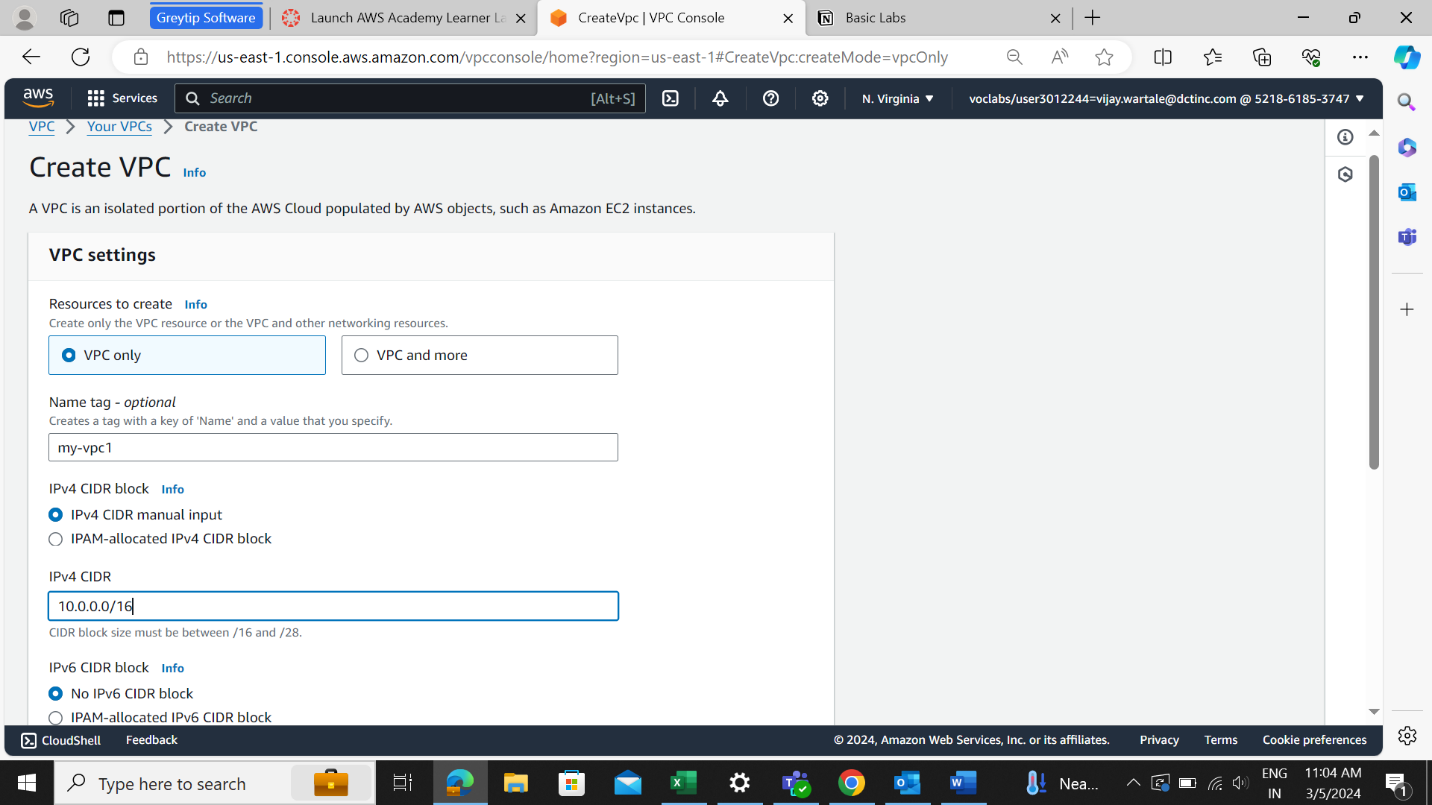 Greytip Software
Launch AWS Academy Learner La
CreateVpc | VPC Console
Basic Labs
https://us-east-1.console.aws.amazon.com/vpcconsole/home?region=us-east-1#CreateVpc:createMode=vpcOnly
aws
Services
Search
[Alt+S]
N. Virginia
voclabs/user3012244=vijay.wartale@dctinc.com @ 5218-6185-3747
VPC
Your VPCs
Create VPC
Create VPC Info
A VPC is an isolated portion of the AWS Cloud populated by AWS objects, such as Amazon EC2 instances.
VPC settings
Resources to create Info
Create only the VPC resource or the VPC and other networking resources.
VPC only
VPC and more
Name tag - optional
Creates a tag with a key of 'Name' and a value that you specify.
my-vpc1
IPv4 CIDR block Info
IPv4 CIDR manual input
IPAM-allocated IPv4 CIDR block
IPv4 CIDR
10.0.0.0/16
CIDR block size must be between /16 and /28.
IPv6 CIDR block Info
No IPv6 CIDR block
IPAM-allocated IPv6 CIDR block
CloudShell
Feedback
© 2024, Amazon Web Services, Inc. or its affiliates.
Privacy
Terms
Cookie preferences
Type here to search
Nea...
ENG
IN
11:04 AM
3/5/2024
1